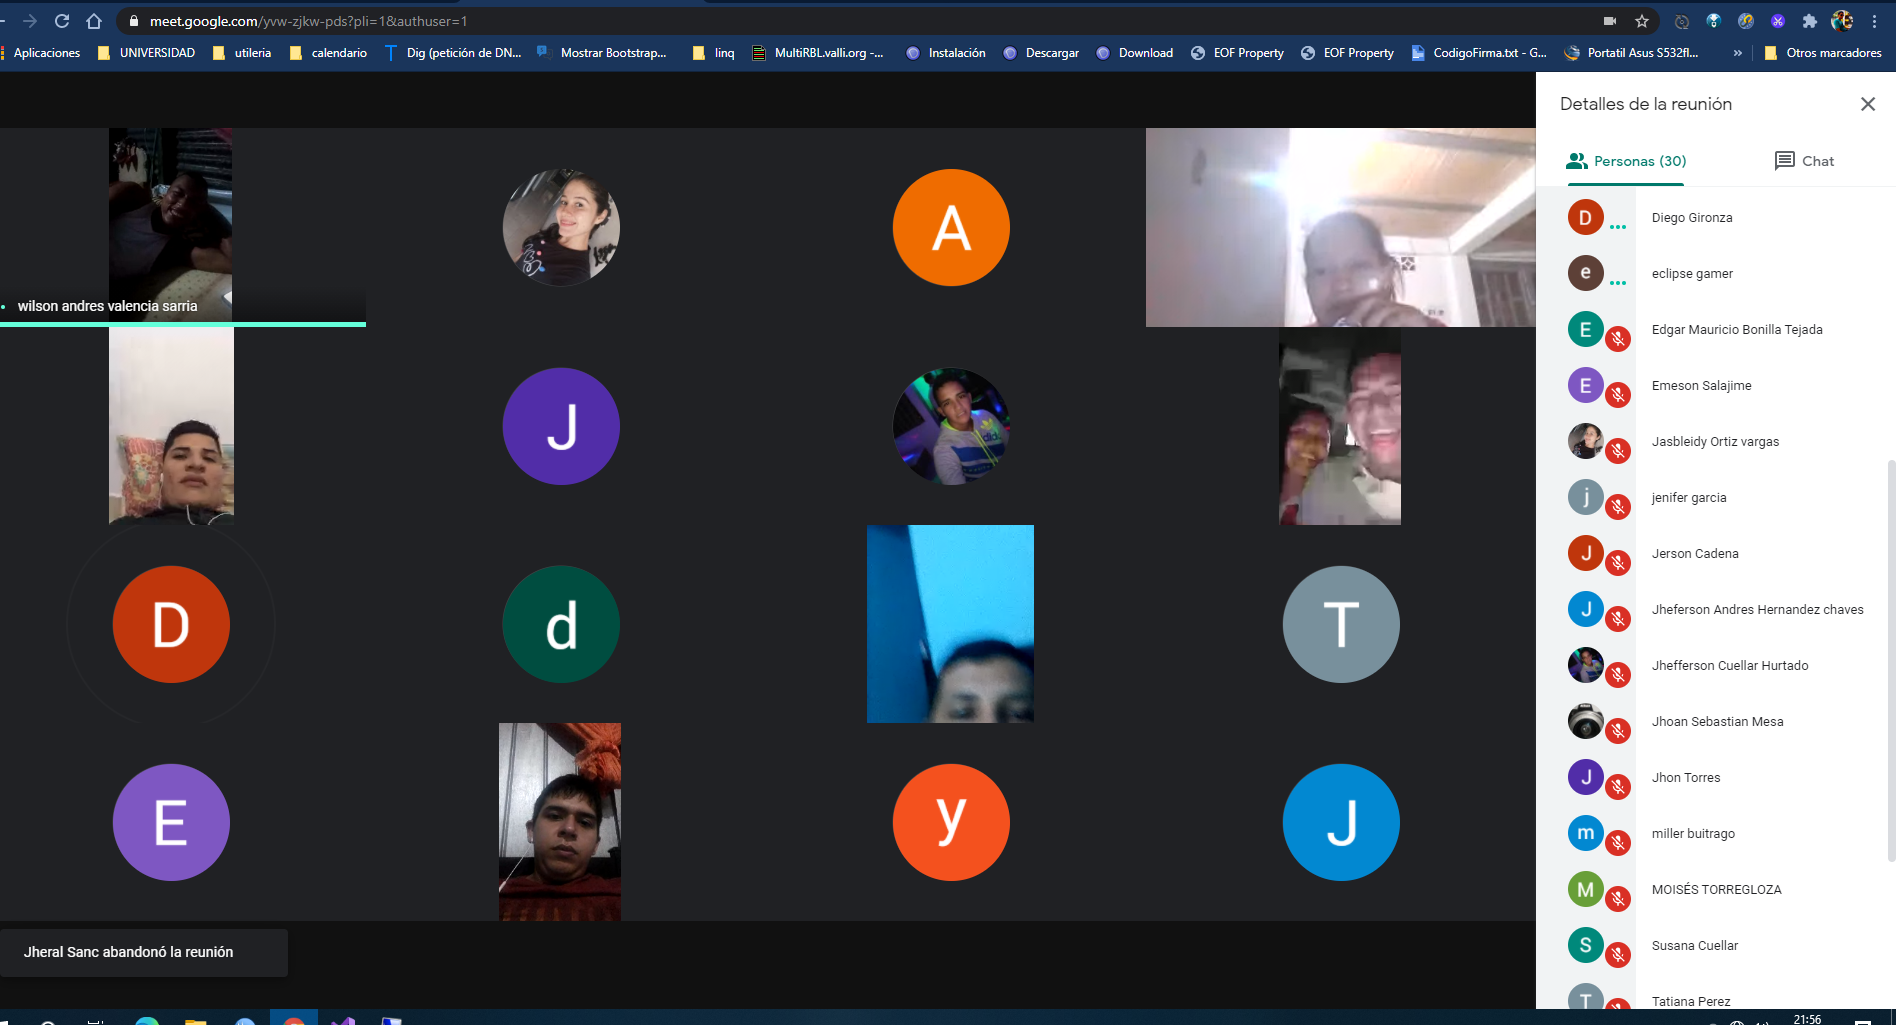 meet.google.com/yvw-zjkw-pds?pli=1&authuser=1
Aplicaciones
UNIVERSIDAD
utileria
calendario
Dig (petición de DN...
Mostrar Bootstrap...
linq
MultiRBL.valli.org -...
Instalación
Descargar
Download
EOF Property
EOF Property
CodigoFirma.txt - G...
Portatil Asus S532fl...
»
Otros marcadores
Detalles de la reunión
Personas (30)
Chat
wilson andres valencia sarria
A
J
D
d
T
E
y
J
Jheral Sanc abandonó la reunión
D
Diego Gironza
e
eclipse gamer
E
Edgar Mauricio Bonilla Tejada
E
Emeson Salajime
Jasbleidy Ortiz vargas
j
jenifer garcia
J
Jerson Cadena
J
Jheferson Andres Hernandez chaves
Jhefferson Cuellar Hurtado
Jhoan Sebastian Mesa
J
Jhon Torres
m
miller buitrago
M
MOISÉS TORREGLOZA
S
Susana Cuellar
T
Tatiana Perez
21:56